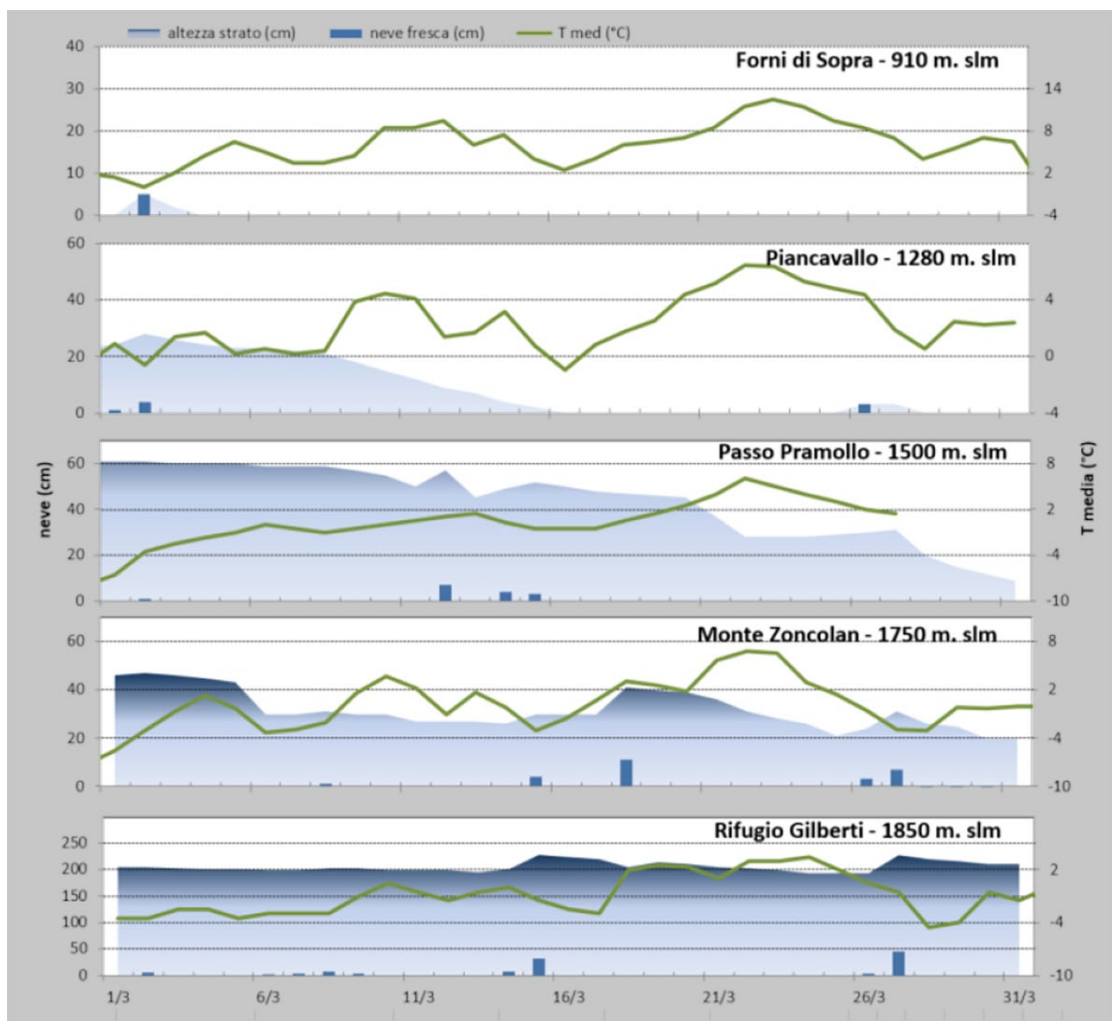 altezza strato (cm) neve fresca (cm) T med (°C)
Forni di Sopra - 910 m. slm
40
30 14
20 8
10 2
0 -4
Piancavallo - 1280 m. slm
60
40 4
20 0
0 -4
Passo Pramollo - 1500 m. slm
60 8
40 2
20 -4
0 -10
neve (cm)
T media (°C)
Monte Zoncolan - 1750 m. slm
60 8
40 2
20 -4
0 -10
Rifugio Gilberti - 1850 m. slm
250
200 2
150
100 -4
50
0 -10
1/3 6/3 11/3 16/3 21/3 26/3 31/3